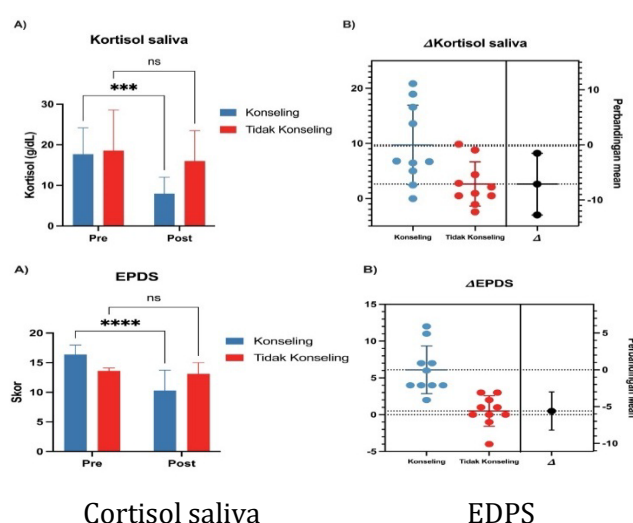 A)
Kortisol saliva
ns
***
Konseling
Tidak Konseling
Kortisol (g/dL)
30
20
10
0
Pre
Post
B)
ΔKortisol saliva
20
10
0
10
0
-10
Perbandingan mean
Konseling
Tidak Konseling
Δ
A)
EPDS
ns
****
Konseling
Tidak Konseling
Skor
20
15
10
5
0
Pre
Post
B)
ΔEPDS
15
10
5
0
-5
5
0
-5
-10
Perbandingan mean
Konseling
Tidak Konseling
Δ
Cortisol saliva
EDPS